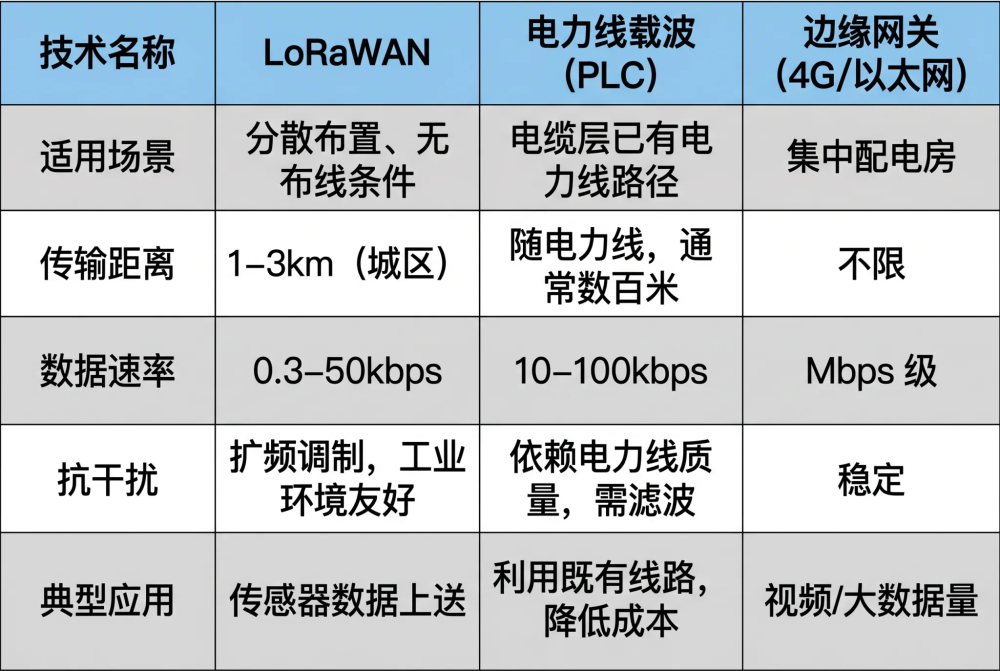 技术名称
LoRaWAN
电力线载波
（PLC）
边缘网关
（4G/以太网）
适用场景
分散布置、无
布线条件
电缆层已有电
力线路径
集中配电房
传输距离
1–3km（城区）
随电力线，通
常数百米
不限
数据速率
0.3–50kbps
10–100kbps
Mbps 级
抗干扰
扩频调制，工业
环境友好
依赖电力线质
量，需滤波
稳定
典型应用
传感器数据上送
利用既有线路，
降低成本
视频/大数据量